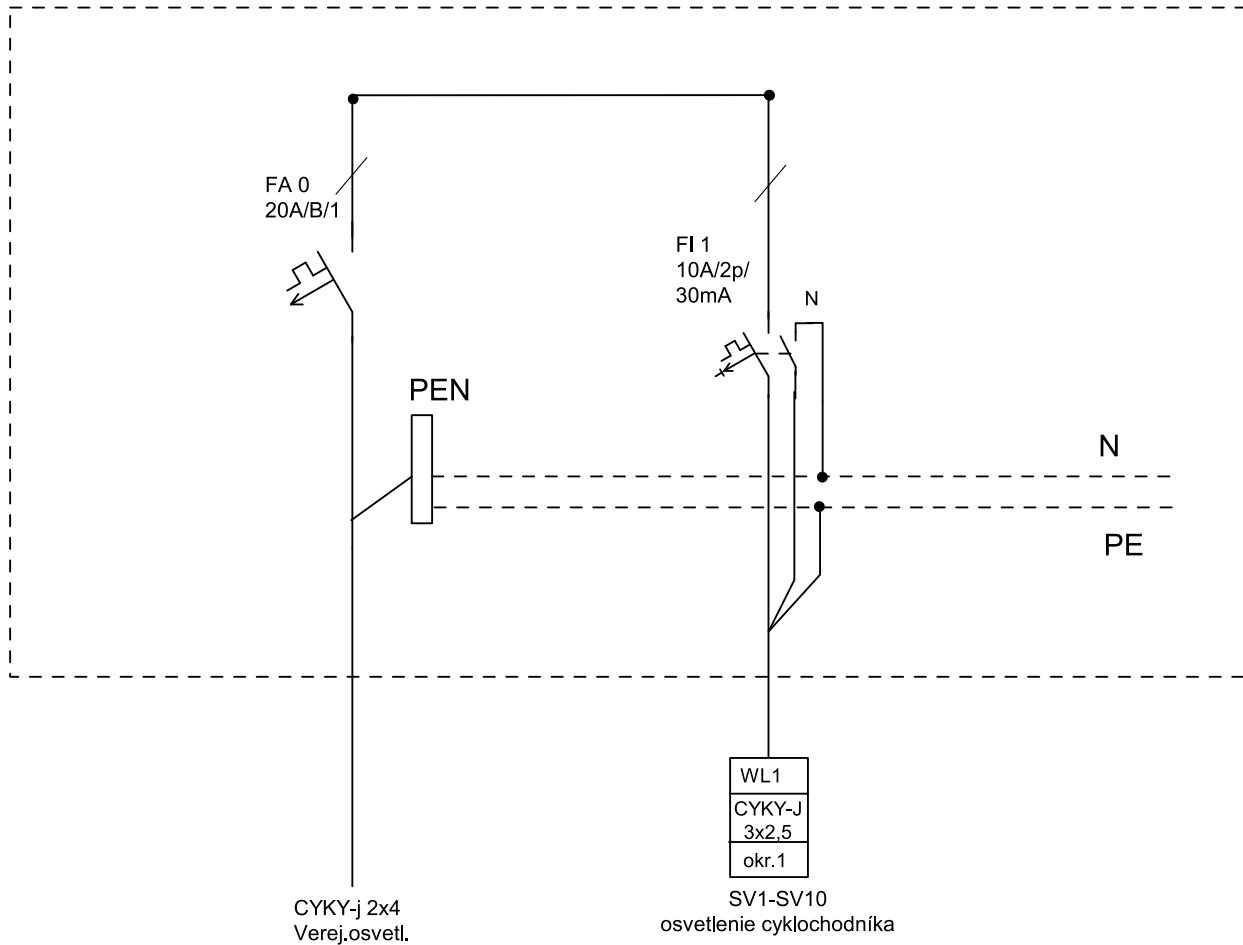 FA 0
20A/B/1
FI 1
10A/2p/
30mA
N
PEN
N
PE
WL1
CYKY-J
3x2,5
okr.1
CYKY-j 2x4
Verej.osvetl.
SV1-SV10
osvetlenie cyklochodníka